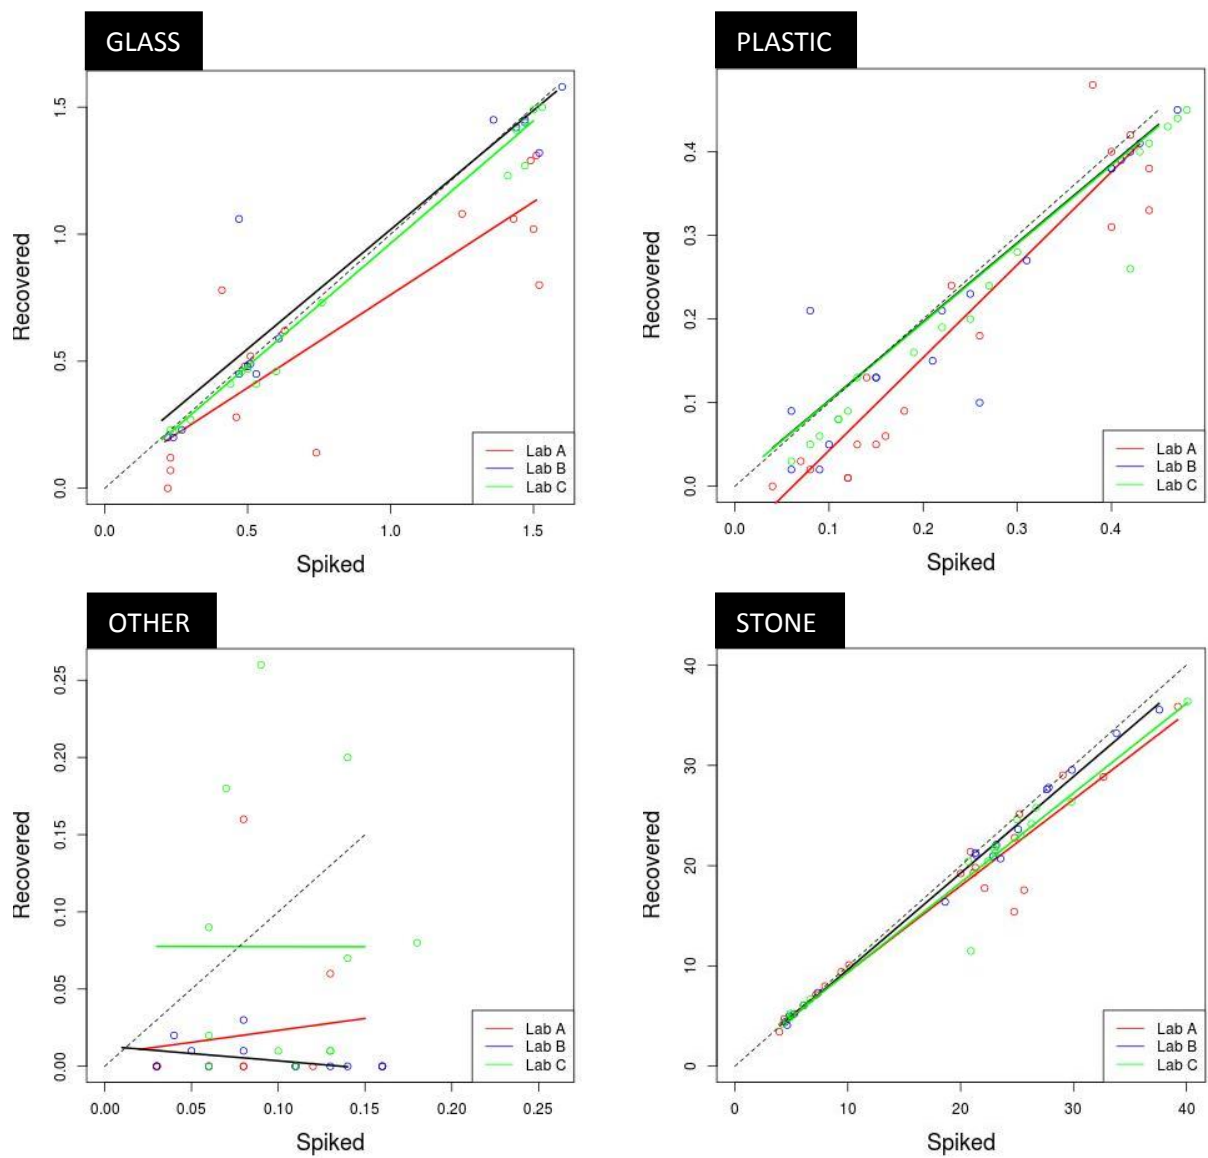 GLASS
Recovered
1.5
1.0
0.5
0.0
0.0 0.5 1.0 1.5
Spiked
Lab A
Lab B
Lab C
PLASTIC
Recovered
0.4
0.3
0.2
0.1
0.0
0.0 0.1 0.2 0.3 0.4
Spiked
Lab A
Lab B
Lab C
OTHER
Recovered
0.25
0.20
0.15
0.10
0.05
0.00
0.00 0.05 0.10 0.15 0.20 0.25
Spiked
Lab A
Lab B
Lab C
STONE
Recovered
40
30
20
10
0
0 10 20 30 40
Spiked
Lab A
Lab B
Lab C